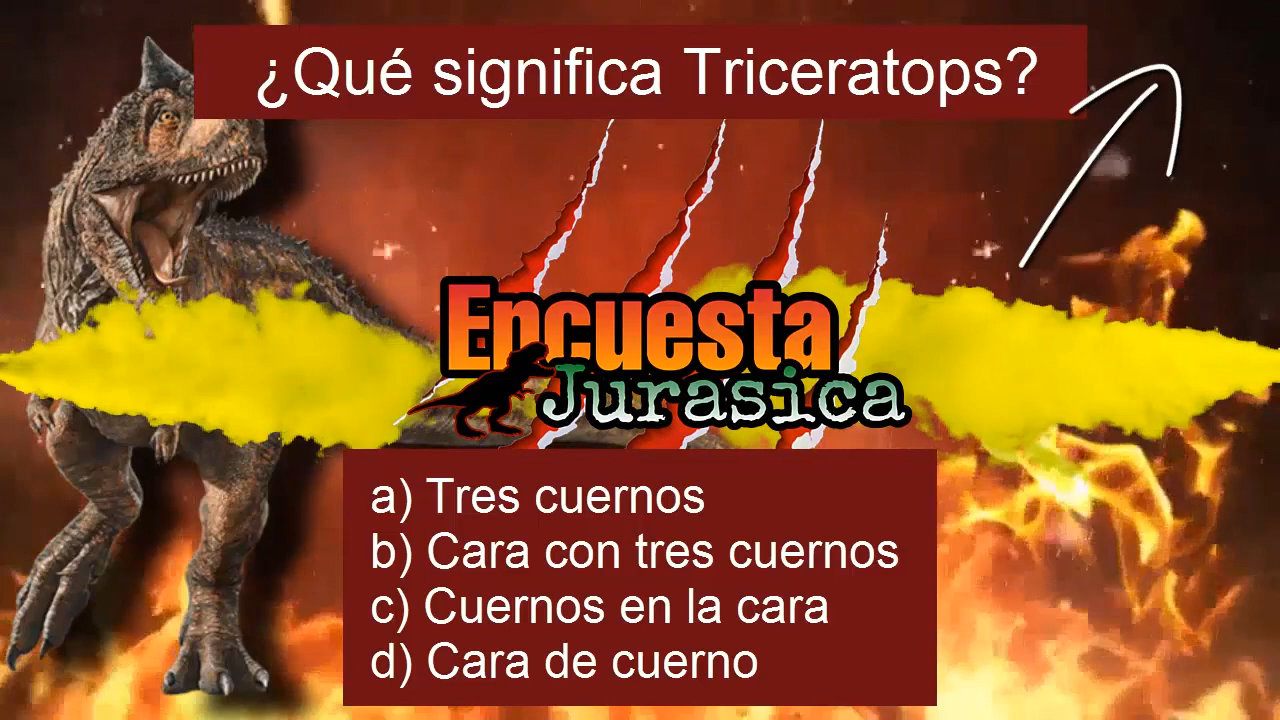 ¿Qué significa Triceratops?
Encuesta
Jurasica
a) Tres cuernos
b) Cara con tres cuernos
c) Cuernos en la cara
d) Cara de cuerno